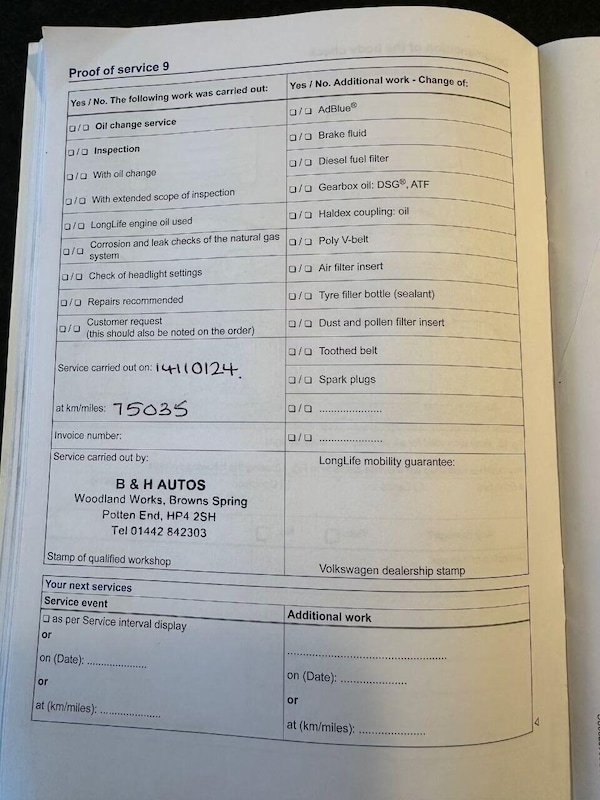 Proof of service 9
Yes / No. The following work was carried out:
❑ / ❑ Oil change service
❑ / ❑ Inspection
❑ / ❑ With oil change
❑ / ❑ With extended scope of inspection
❑ / ❑ LongLife engine oil used
❑ / ❑ Corrosion and leak checks of the natural gas
system
❑ / ❑ Check of headlight settings
❑ / ❑ Repairs recommended
❑ / ❑ Customer request
(this should also be noted on the order)
Service carried out on: 14/10/24.
at km/miles: 75035
Invoice number:
Service carried out by:
B & H AUTOS
Woodland Works, Browns Spring
Potten End, HP4 2SH
Tel 01442 842303
Stamp of qualified workshop
Yes / No. Additional work - Change of:
❑ / ❑ AdBlue®
❑ / ❑ Brake fluid
❑ / ❑ Diesel fuel filter
❑ / ❑ Gearbox oil: DSG®, ATF
❑ / ❑ Haldex coupling: oil
❑ / ❑ Poly V-belt
❑ / ❑ Air filter insert
❑ / ❑ Tyre filler bottle (sealant)
❑ / ❑ Dust and pollen filter insert
❑ / ❑ Toothed belt
❑ / ❑ Spark plugs
❑ / ❑ .....................
❑ / ❑ .....................
LongLife mobility guarantee:
Volkswagen dealership stamp
Your next services
Service event
❑ as per Service interval display
or
on (Date): ....................
or
at (km/miles): ....................
Additional work
.....................................................
on (Date): ......................
or
at (km/miles): ......................